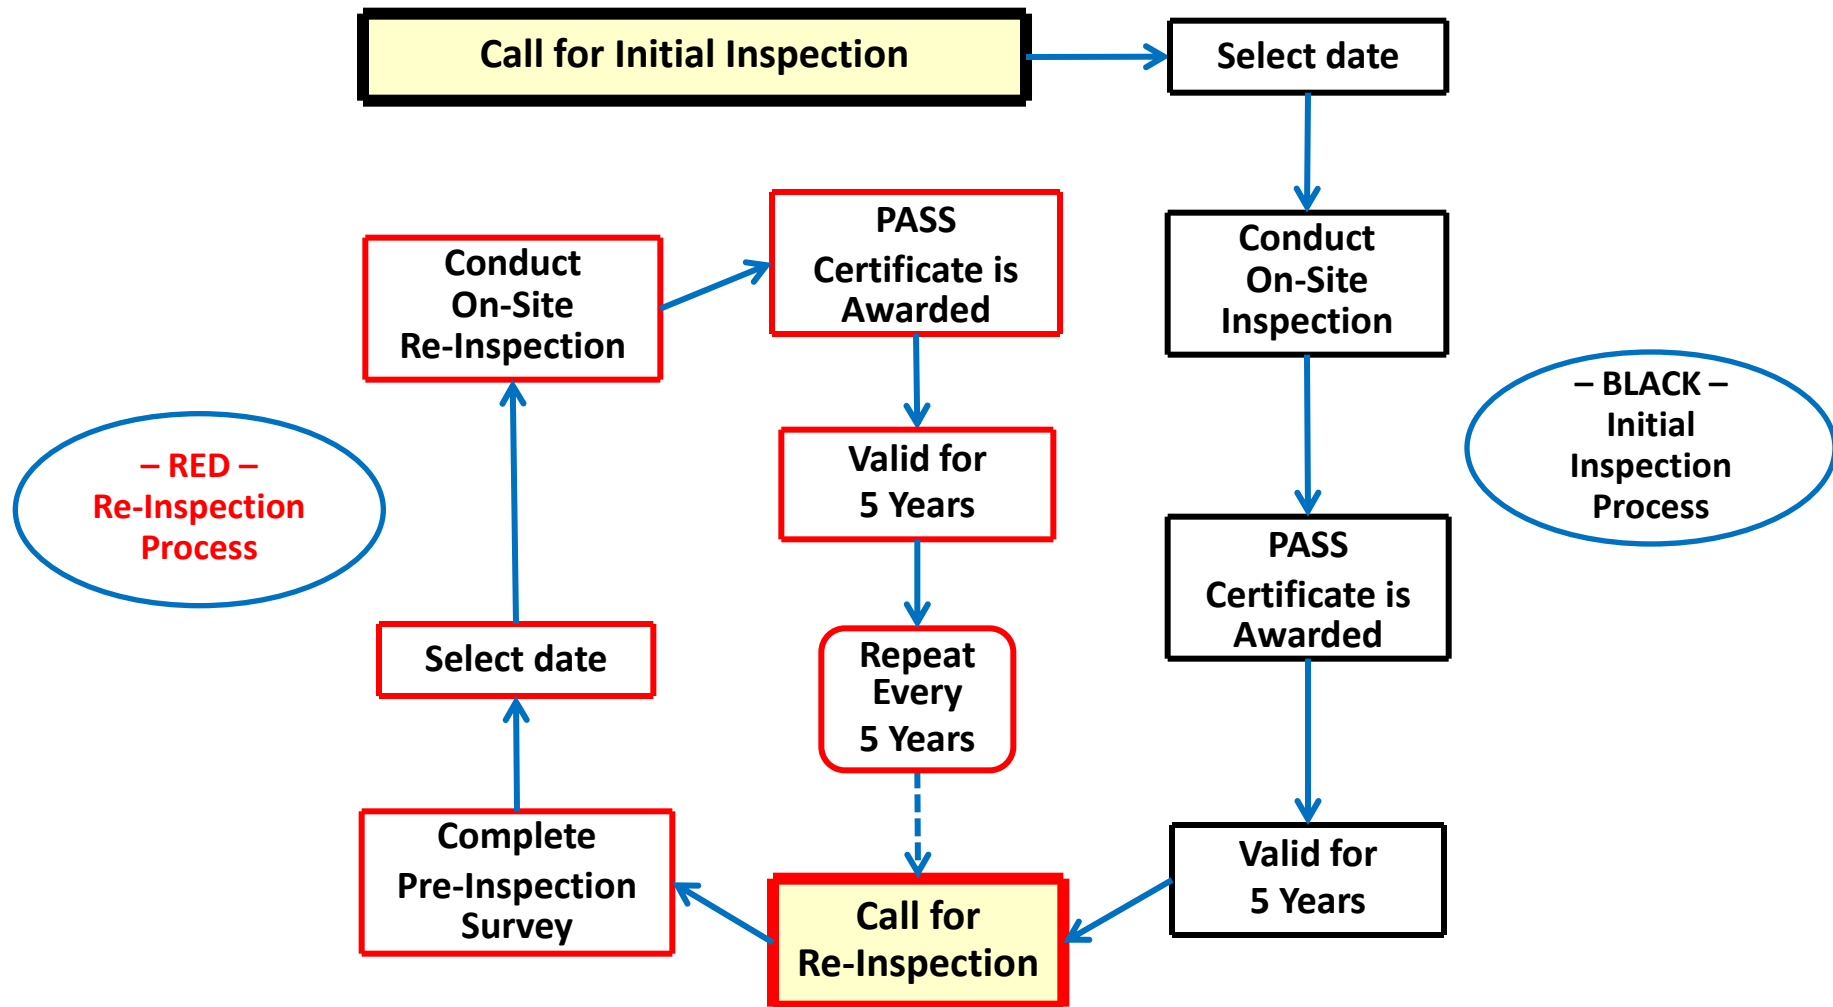 Call for Initial Inspection
Select date
Conduct
On-Site
Inspection
PASS
Certificate is
Awarded
Valid for
5 Years
– BLACK –
Initial
Inspection
Process
Call for
Re-Inspection
Complete
Pre-Inspection
Survey
Select date
Conduct
On-Site
Re-Inspection
PASS
Certificate is
Awarded
Valid for
5 Years
Repeat
Every
5 Years
– RED –
Re-Inspection
Process